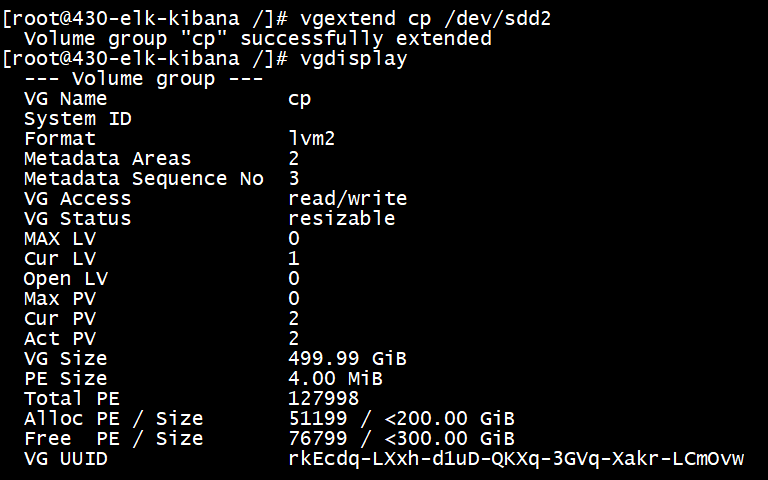 [root@430-elk-kibana /]# vgextend cp /dev/sdd2
  Volume group "cp" successfully extended
[root@430-elk-kibana /]# vgdisplay
  --- Volume group ---
  VG Name               cp
  System ID
  Format                lvm2
  Metadata Areas        2
  Metadata Sequence No  3
  VG Access             read/write
  VG Status             resizable
  MAX LV                0
  Cur LV                1
  Open LV               0
  Max PV                0
  Cur PV                2
  Act PV                2
  VG Size               499.99 GiB
  PE Size               4.00 MiB
  Total PE              127998
  Alloc PE / Size       51199 / <200.00 GiB
  Free  PE / Size       76799 / <300.00 GiB
  VG UUID               rkEcdq-LXxh-d1uD-QKXq-3GVq-Xakr-LCmOvw